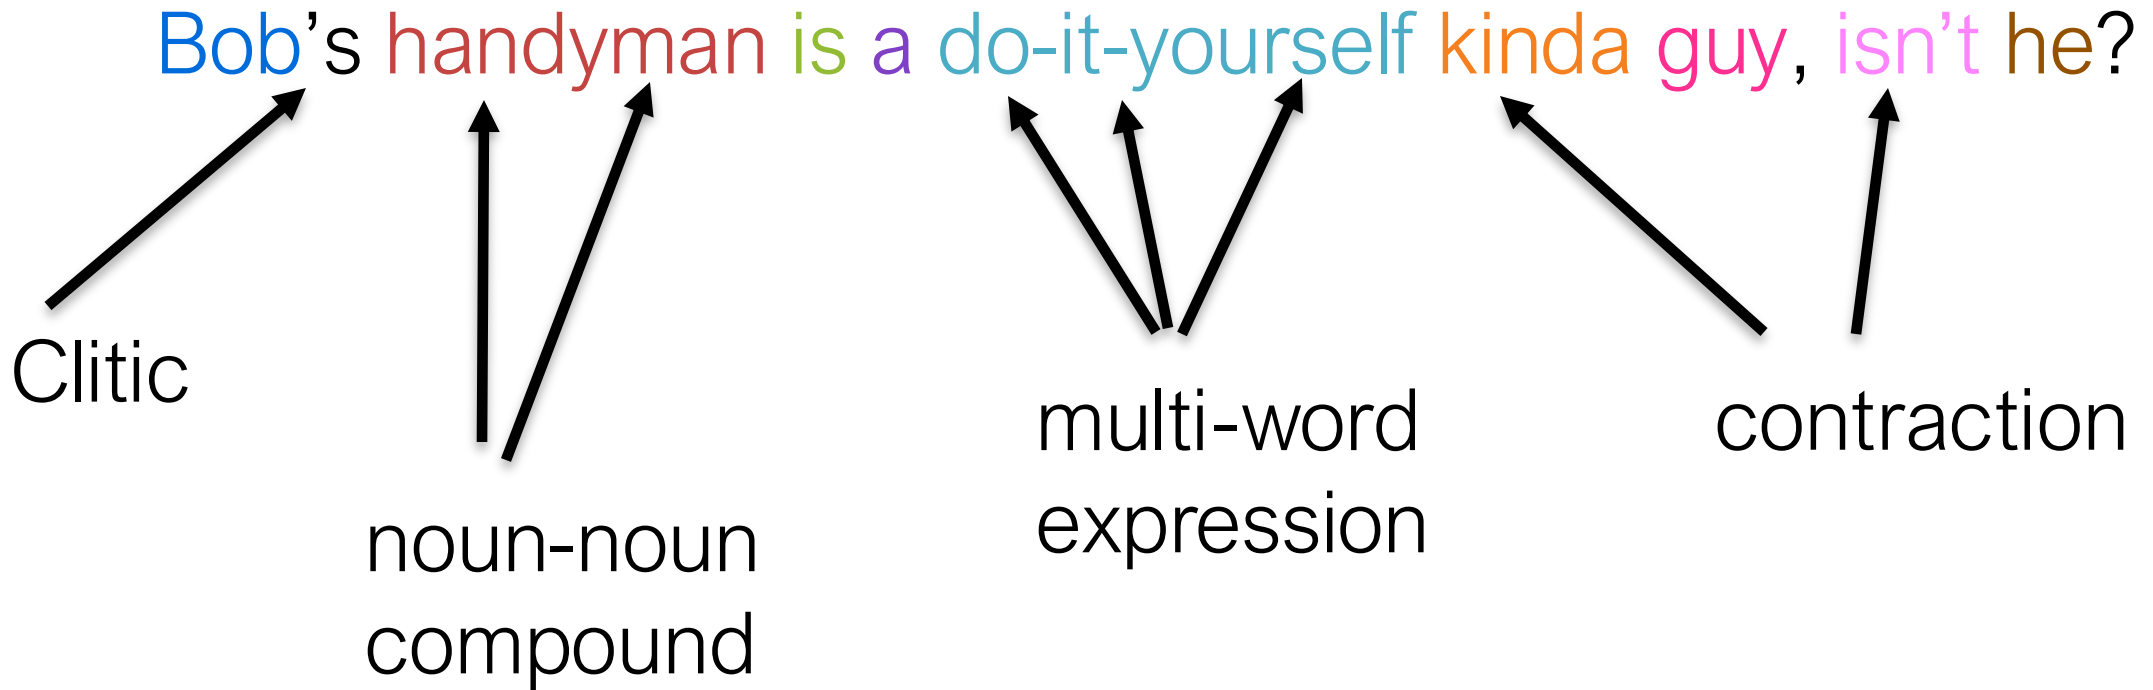 Bob’s handyman is a do-it-yourself kinda guy, isn’t he?
Clitic
noun-noun
compound
multi-word
expression
contraction